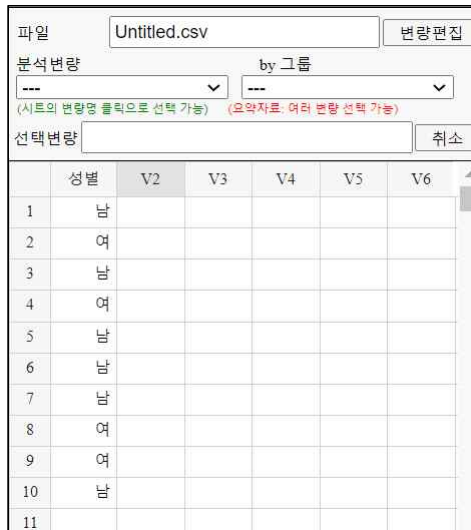 파일 Untitled.csv 변량편집
분석변량 by 그룹
--- ---
(시트의 변량명 클릭으로 선택 가능) (요약자료: 여러 변량 선택 가능)
선택변량 취소
성별 V2 V3 V4 V5 V6
1 남
2 여
3 남
4 여
5 남
6 남
7 남
8 여
9 여
10 남
11